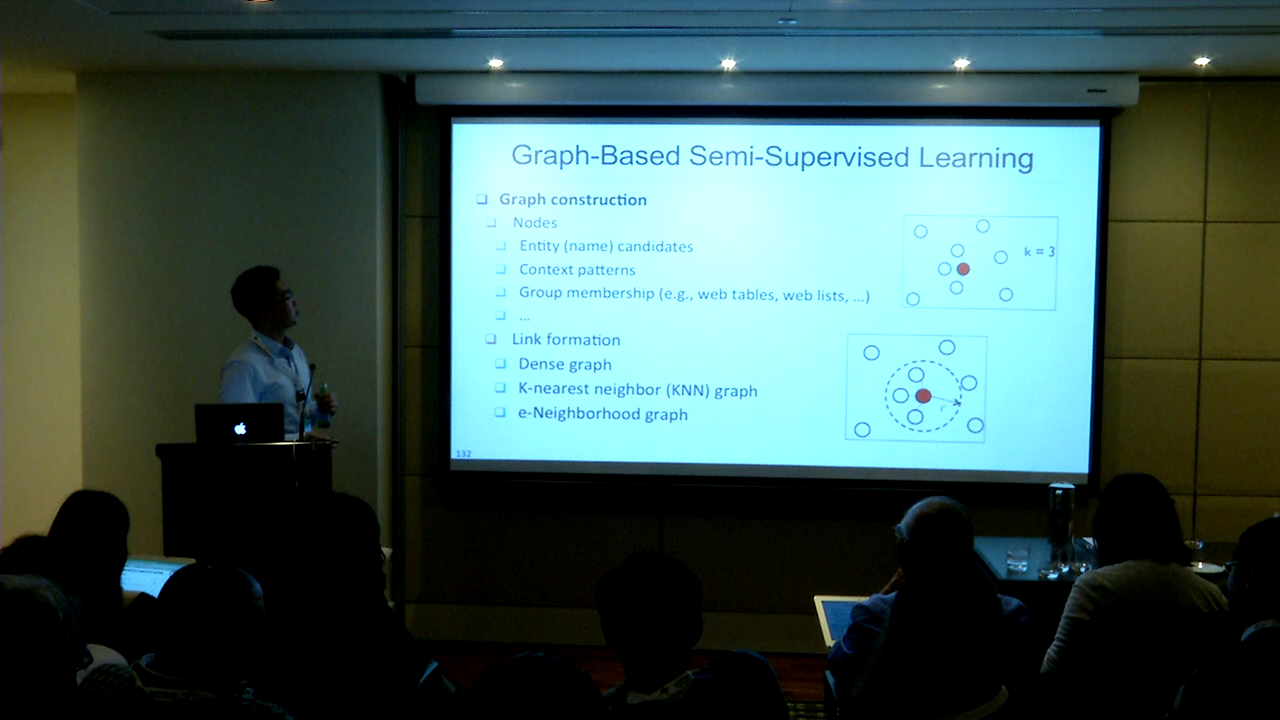 Graph-Based Semi-Supervised Learning
Graph construction
Nodes
Entity (name) candidates
Context patterns
Group membership (e.g., web tables, web lists, ...)
...
Link formation
Dense graph
K-nearest neighbor (KNN) graph
e-Neighborhood graph
k = 3
132